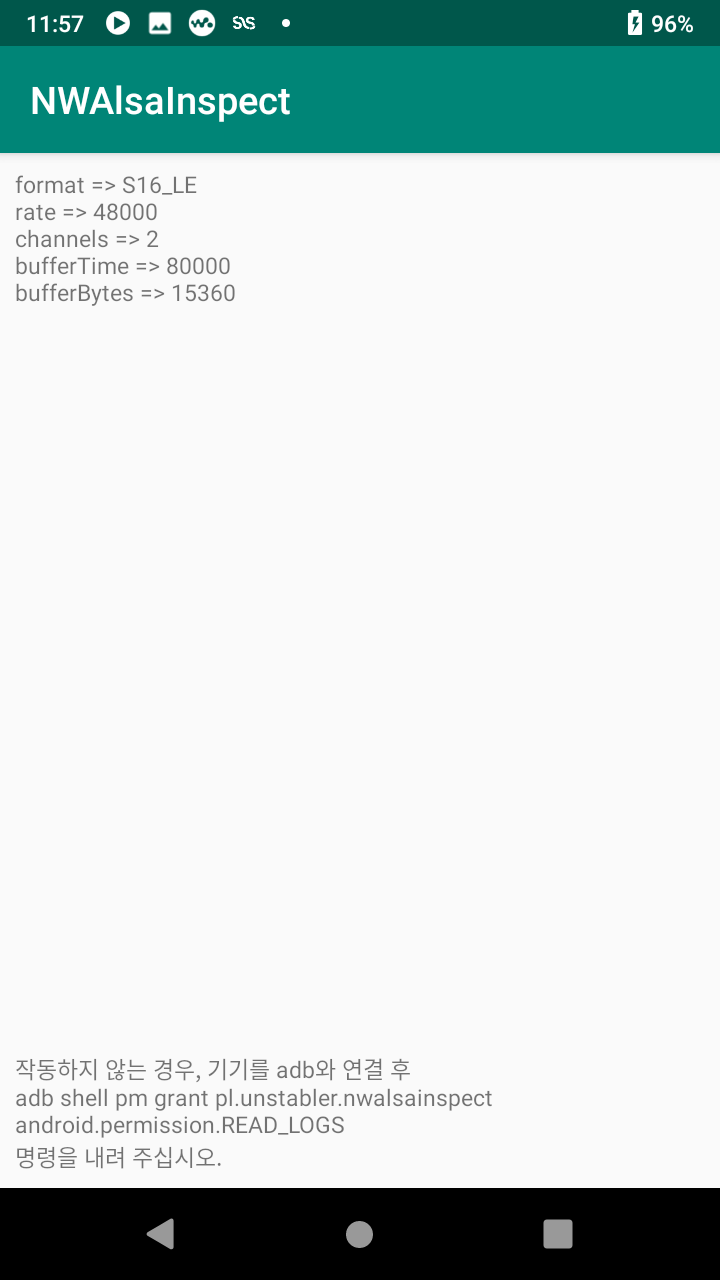 11:57
96%
NWAlsaInspect
format => S16_LE
rate => 48000
channels => 2
bufferTime => 80000
bufferBytes => 15360
작동하지 않는 경우, 기기를 adb와 연결 후
adb shell pm grant pl.unstabler.nwalsainspect
android.permission.READ_LOGS
명령을 내려 주십시오.